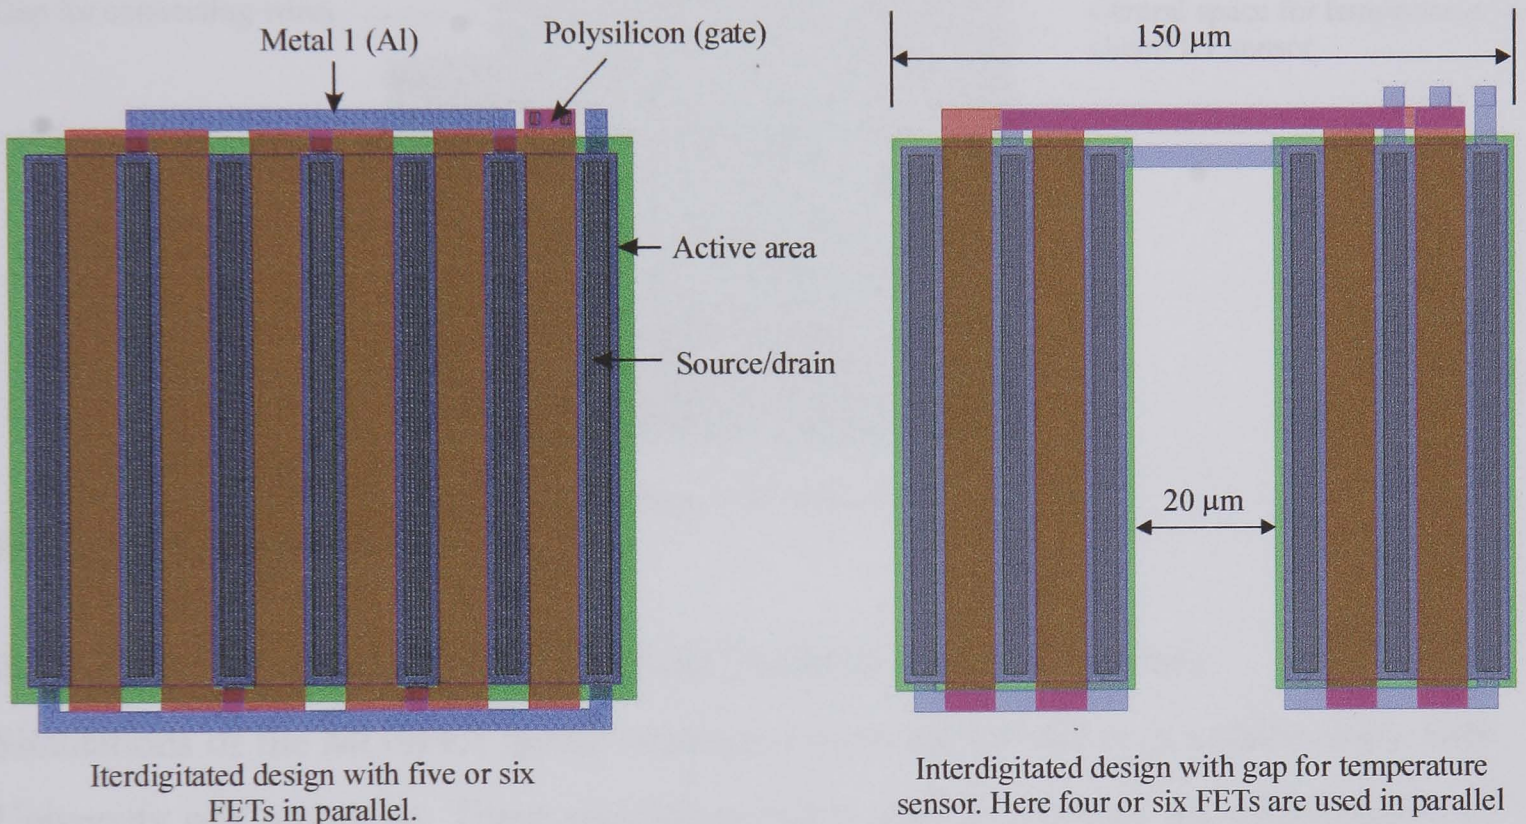 Metal 1 (Al)
Polysilicon (gate)
150 µm
Active area
Source/drain
20 µm
Iterdigitated design with five or six
FETs in parallel.
Interdigitated design with gap for temperature
sensor. Here four or six FETs are used in parallel